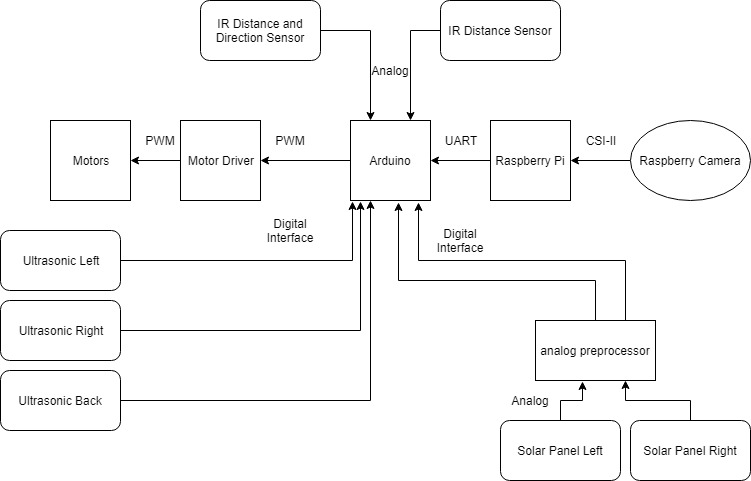 IR Distance and
Direction Sensor
IR Distance Sensor
Analog
Motors
PWM
Motor Driver
PWM
Arduino
UART
Raspberry Pi
CSI-II
Raspberry Camera
Digital
Interface
Digital
Interface
Ultrasonic Left
Ultrasonic Right
Ultrasonic Back
analog preprocessor
Analog
Solar Panel Left
Solar Panel Right